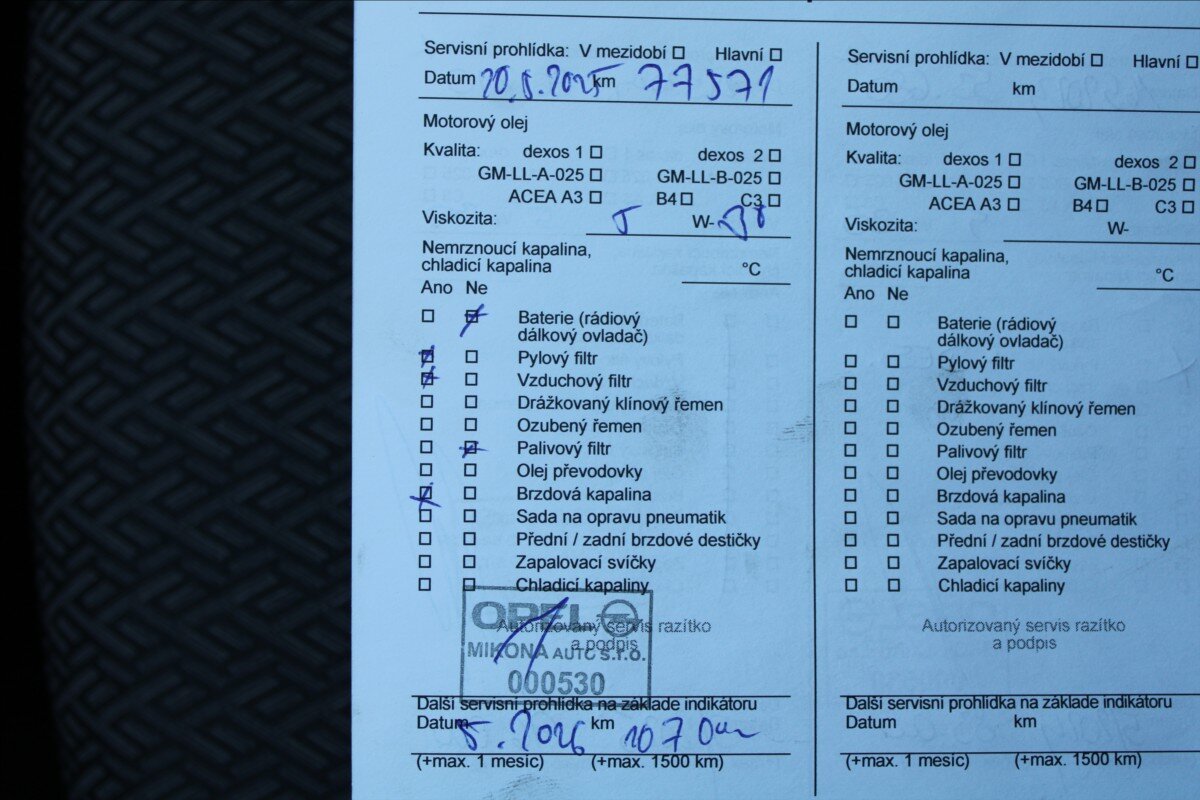 Servisní prohlídka: V mezidobí Hlavní
Datum 20.5.2025 km 77571
Motorový olej
Kvalita: dexos 1 dexos 2
GM-LL-A-025 GM-LL-B-025
ACEA A3 B4 C3
Viskozita: 5 W-30
Nemrznoucí kapalina,
chladicí kapalina °C
Ano Ne
Baterie (rádiový
dálkový ovladač)
Pylový filtr
Vzduchový filtr
Drážkovaný klínový řemen
Ozubený řemen
Palivový filtr
Olej převodovky
Brzdová kapalina
Sada na opravu pneumatik
Přední / zadní brzdové destičky
Zapalovací svíčky
Chladicí kapaliny
OPEL
Autorizovaný servis razítko
a podpis
MIKONA AUTO S.r.o.
000530
Další servisní prohlídka na základe indikátoru
Datum 5.2026 km
(+max. 1 mesíc) (+max. 1500 km)
Servisní prohlídka: V mezidobí Hlavní
Datum km
Motorový olej
Kvalita: dexos 1 dexos 2
GM-LL-A-025 GM-LL-B-025
ACEA A3 B4 C3
Viskozita: W-
Nemrznoucí kapalina,
chladicí kapalina °C
Ano Ne
Baterie (rádiový
dálkový ovladač)
Pylový filtr
Vzduchový filtr
Drážkovaný klínový řemen
Ozubený řemen
Palivový filtr
Olej převodovky
Brzdová kapalina
Sada na opravu pneumatik
Přední / zadní brzdové destičky
Zapalovací svíčky
Chladicí kapaliny
Autorizovaný servis razítko
a podpis
Další servisní prohlídka na základe indikátoru
Datum km
(+max. 1 mesíc) (+max. 1500 km)